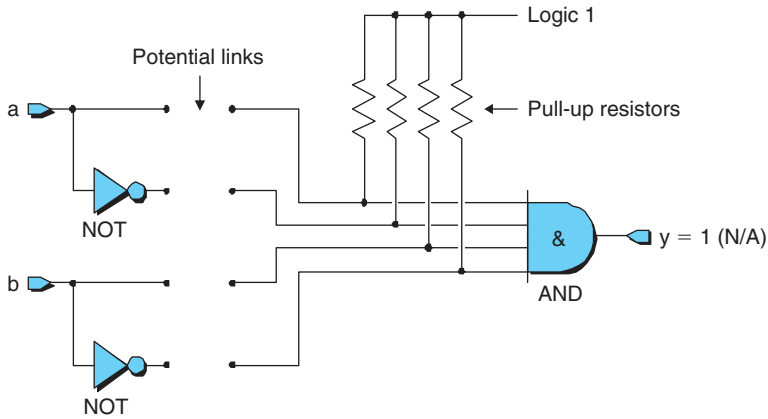 Logic 1
Potential links
a
Pull-up resistors
NOT
&
y = 1 (N/A)
b
AND
NOT